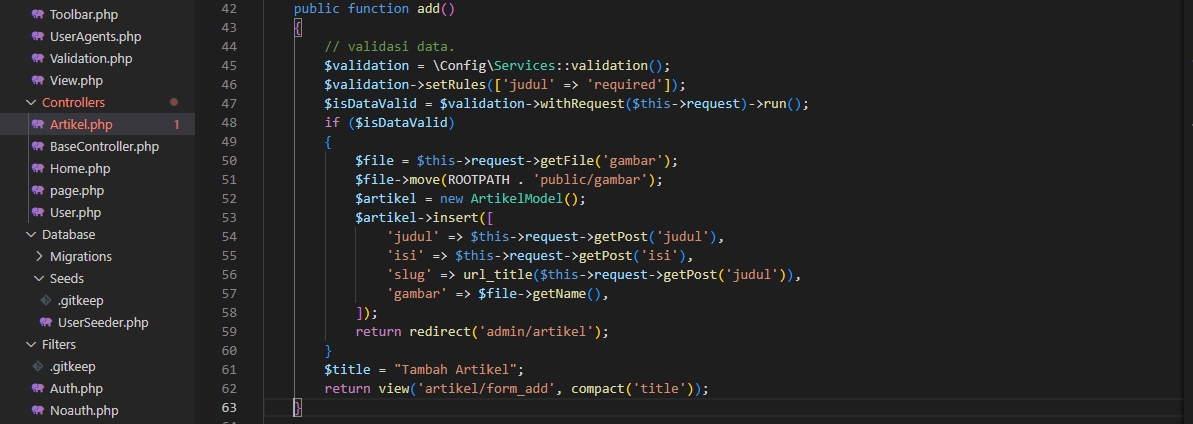 Toolbar.php
UserAgents.php
Validation.php
View.php
Controllers
Artikel.php 1
BaseController.php
Home.php
page.php
User.php
Database
Migrations
Seeds
.gitkeep
UserSeeder.php
Filters
.gitkeep
Auth.php
Noauth.php
42 public function add()
43 {
44 // validasi data.
45 $validation = \Config\Services::validation();
46 $validation->setRules(['judul' => 'required']);
47 $isDataValid = $validation->withRequest($this->request)->run();
48 if ($isDataValid)
49 {
50 $file = $this->request->getFile('gambar');
51 $file->move(ROOTPATH . 'public/gambar');
52 $artikel = new ArtikelModel();
53 $artikel->insert([
54 'judul' => $this->request->getPost('judul'),
55 'isi' => $this->request->getPost('isi'),
56 'slug' => url_title($this->request->getPost('judul')),
57 'gambar' => $file->getName(),
58 ]);
59 return redirect('admin/artikel');
60 }
61 $title = "Tambah Artikel";
62 return view('artikel/form_add', compact('title'));
63 }